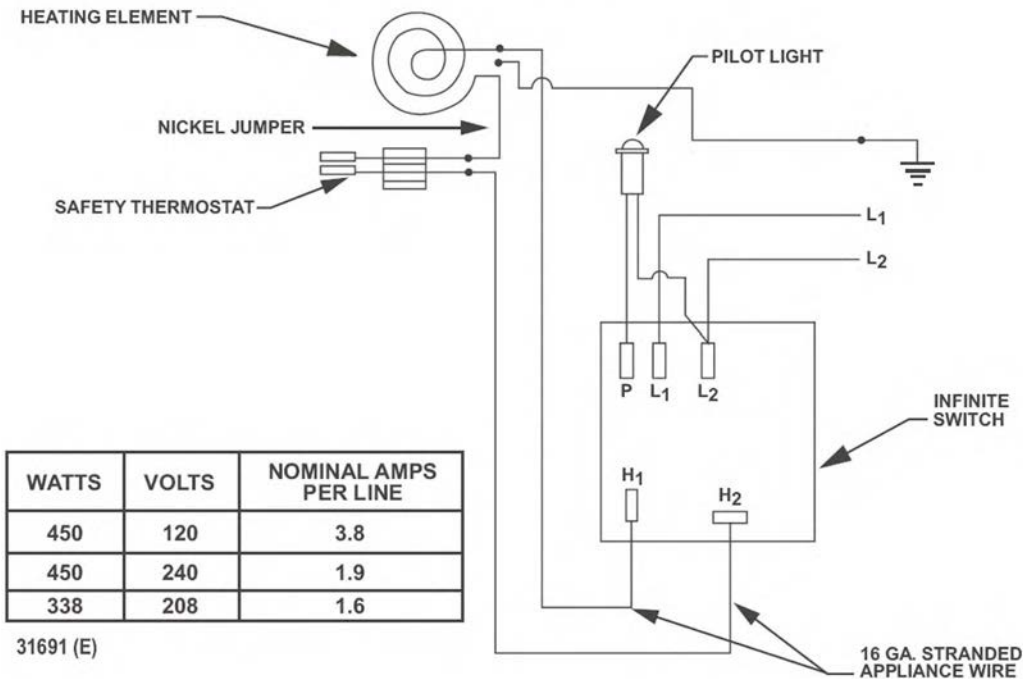 HEATING ELEMENT
PILOT LIGHT
NICKEL JUMPER
SAFETY THERMOSTAT
L1
L2
P L1 L2
INFINITE
SWITCH
H1
H2
WATTS VOLTS NOMINAL AMPS
PER LINE
450 120 3.8
450 240 1.9
338 208 1.6
31691 (E)
16 GA. STRANDED
APPLIANCE WIRE